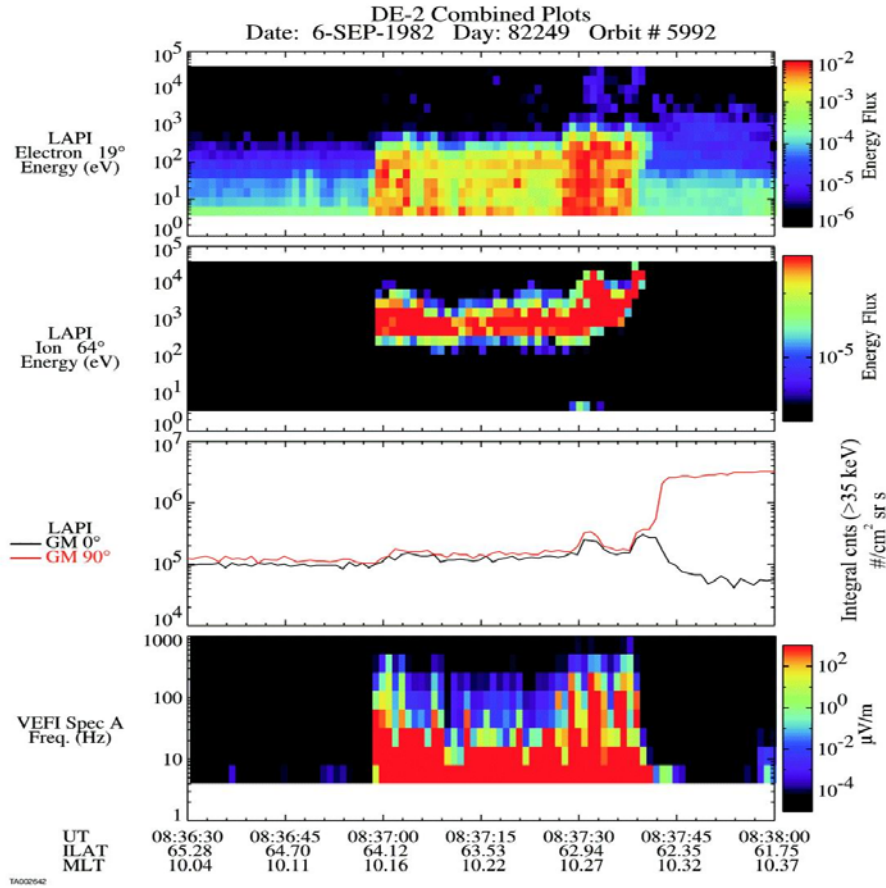 DE-2 Combined Plots
Date: 6-SEP-1982 Day: 82249 Orbit # 5992
LAPI
Electron 19°
Energy (eV)
10^5
10^4
10^3
10^2
10^1
10^0
10^-2
10^-3
10^-4
10^-5
10^-6
Energy Flux
LAPI
Ion 64°
Energy (eV)
10^5
10^4
10^3
10^2
10^1
10^0
10^-5
Energy Flux
LAPI
GM 0°
GM 90°
10^7
10^6
10^5
10^4
Integral cnts (>35 keV)
#/cm^2 sr s
VEFI Spec A
Freq. (Hz)
1000
100
10
1
10^2
10^0
10^-2
10^-4
μV/m
UT 08:36:30 08:36:45 08:37:00 08:37:15 08:37:30 08:37:45 08:38:00
ILAT 65.28 64.70 64.12 63.53 62.94 62.35 61.75
MLT 10.04 10.11 10.16 10.22 10.27 10.32 10.37
TA002642